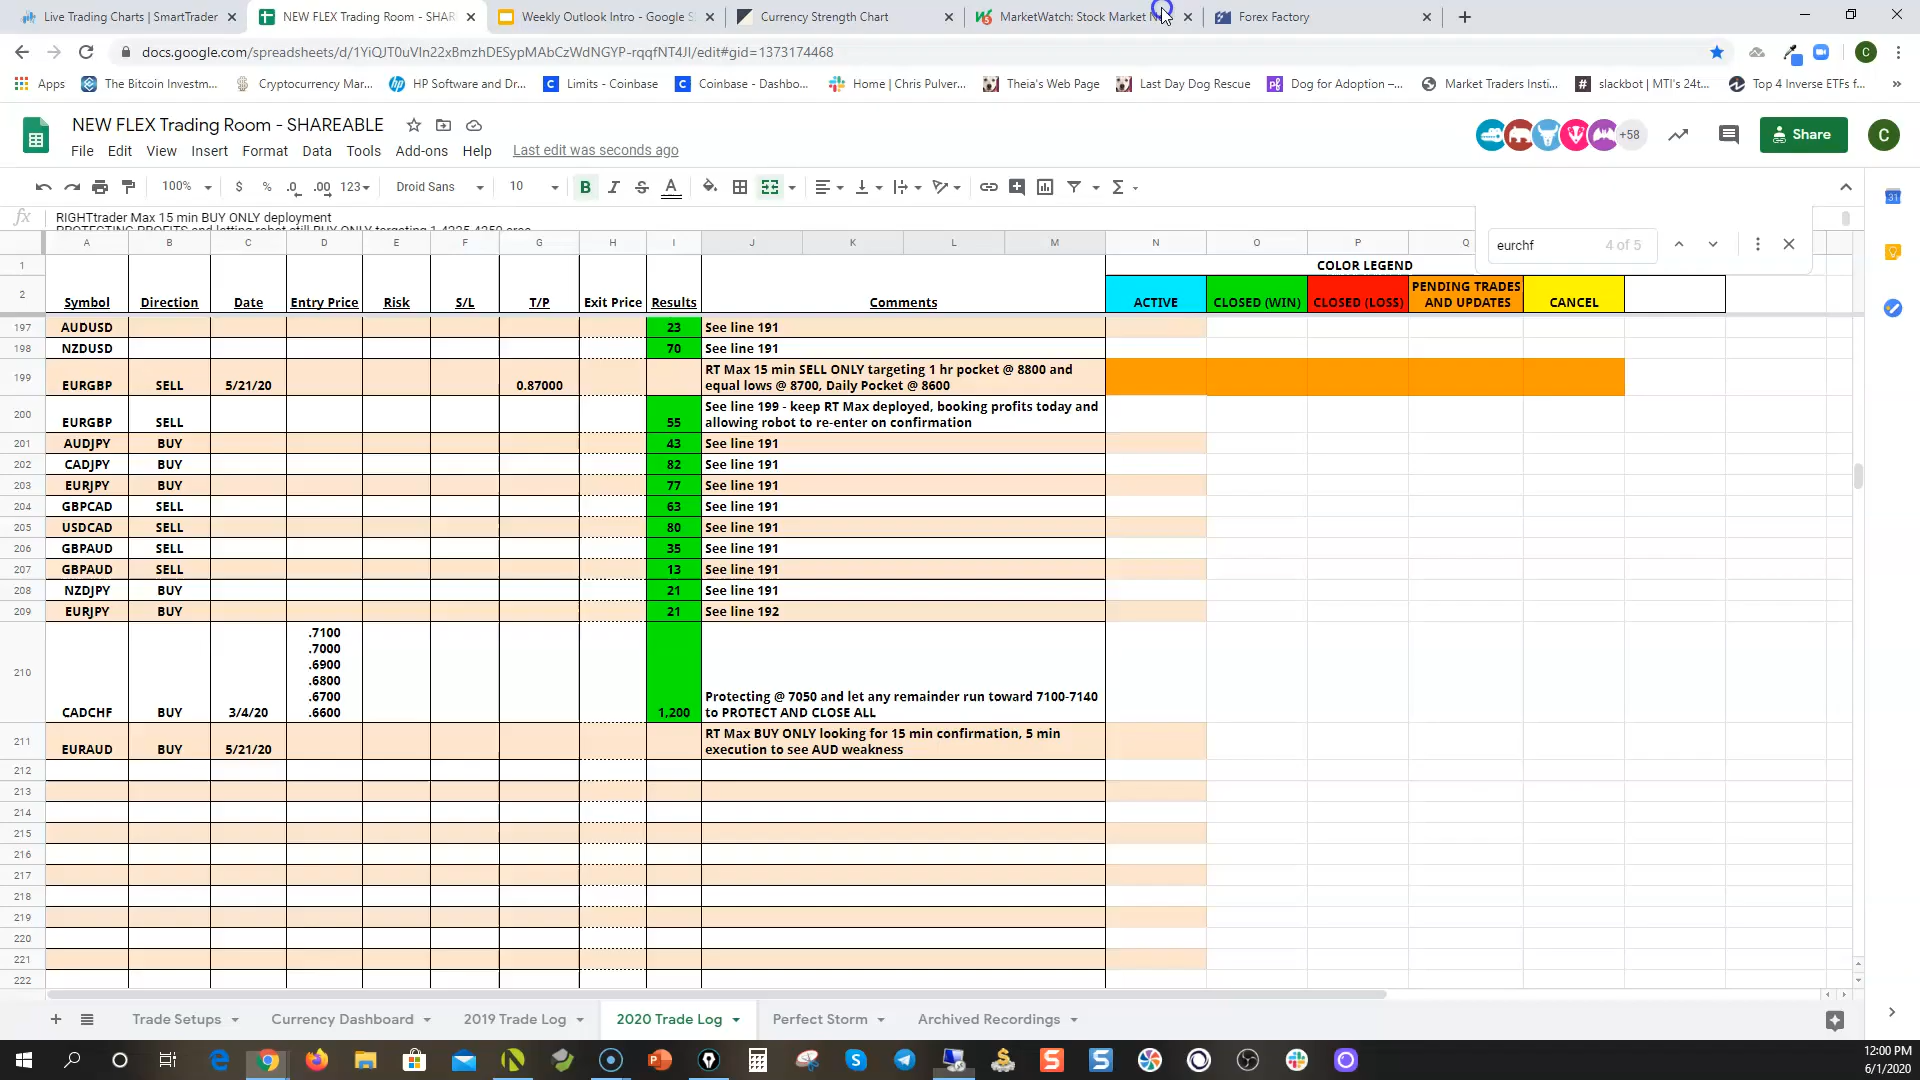 Live Trading Charts | SmartTrader
NEW FLEX Trading Room - SHAR
Weekly Outlook Intro - Google S
Currency Strength Chart
MarketWatch: Stock Market N
Forex Factory
docs.google.com/spreadsheets/d/1YiQJT0uVln22xBmzhDESypMAbCzWdNGYP-rqqfNT4JI/edit#gid=1373174468
C
Apps
The Bitcoin Investm...
Cryptocurrency Mar...
HP Software and Dr...
Limits - Coinbase
Coinbase - Dashbo...
Home | Chris Pulver...
Theia's Web Page
Last Day Dog Rescue
Dog for Adoption –...
Market Traders Insti...
slackbot | MTI's 24t...
Top 4 Inverse ETFs f...
NEW FLEX Trading Room - SHAREABLE
+58
Share
C
File Edit View Insert Format Data Tools Add-ons Help Last edit was seconds ago
100% $ % .0 .00 123 Droid Sans 10 B I S A
fx RIGHTtrader Max 15 min BUY ONLY deployment
PROTECTING PROFITS and letting robot still BUY ONLY targeting 1.4225-4250 area
eurchf 4 of 5
A B C D E F G H I J K L M N O P Q
1 COLOR LEGEND
2 Symbol Direction Date Entry Price Risk S/L T/P Exit Price Results Comments ACTIVE CLOSED (WIN) CLOSED (LOSS) PENDING TRADES AND UPDATES CANCEL
197 AUDUSD 23 See line 191
198 NZDUSD 70 See line 191
199 EURGBP SELL 5/21/20 0.87000 RT Max 15 min SELL ONLY targeting 1 hr pocket @ 8800 and
equal lows @ 8700, Daily Pocket @ 8600
200 EURGBP SELL 55 See line 199 - keep RT Max deployed, booking profits today and
allowing robot to re-enter on confirmation
201 AUDJPY BUY 43 See line 191
202 CADJPY BUY 82 See line 191
203 EURJPY BUY 77 See line 191
204 GBPCAD SELL 63 See line 191
205 USDCAD SELL 80 See line 191
206 GBPAUD SELL 35 See line 191
207 GBPAUD SELL 13 See line 191
208 NZDJPY BUY 21 See line 191
209 EURJPY BUY 21 See line 192
.7100
.7000
.6900
210 .6800
.6700 Protecting @ 7050 and let any remainder run toward 7100-7140
CADCHF BUY 3/4/20 .6600 1,200 to PROTECT AND CLOSE ALL
211 EURAUD BUY 5/21/20 RT Max BUY ONLY looking for 15 min confirmation, 5 min
execution to see AUD weakness
212
213
214
215
216
217
218
219
220
221
222
Trade Setups Currency Dashboard 2019 Trade Log 2020 Trade Log Perfect Storm Archived Recordings
12:00 PM
6/1/2020